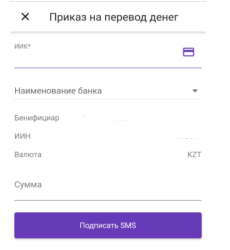 Приказ на перевод денег
ИИК*
Наименование банка
Бенифициар
ИИН
Валюта KZT
Сумма
Подписать SMS